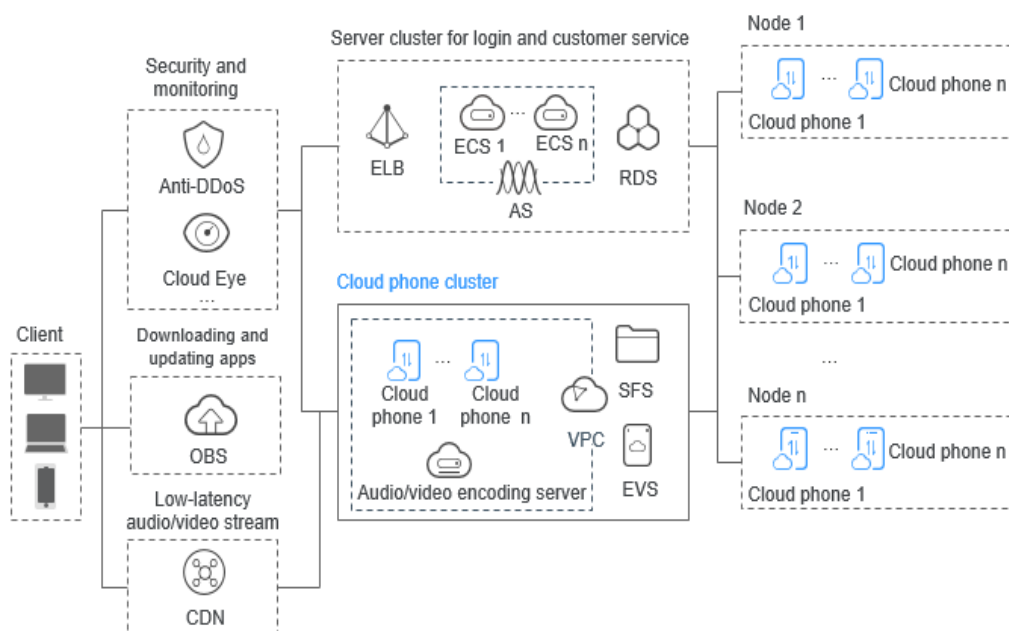 Client
Security and
monitoring
Anti-DDoS
Cloud Eye
...
Downloading and
updating apps
OBS
Low-latency
audio/video stream
CDN
Server cluster for login and customer service
ELB
ECS 1
...
ECS n
AS
RDS
Cloud phone cluster
...
Cloud
phone 1
Cloud
phone n
Audio/video encoding server
VPC
SFS
EVS
Node 1
...
Cloud phone n
Cloud phone 1
Node 2
...
Cloud phone n
Cloud phone 1
...
Node n
...
Cloud phone n
Cloud phone 1